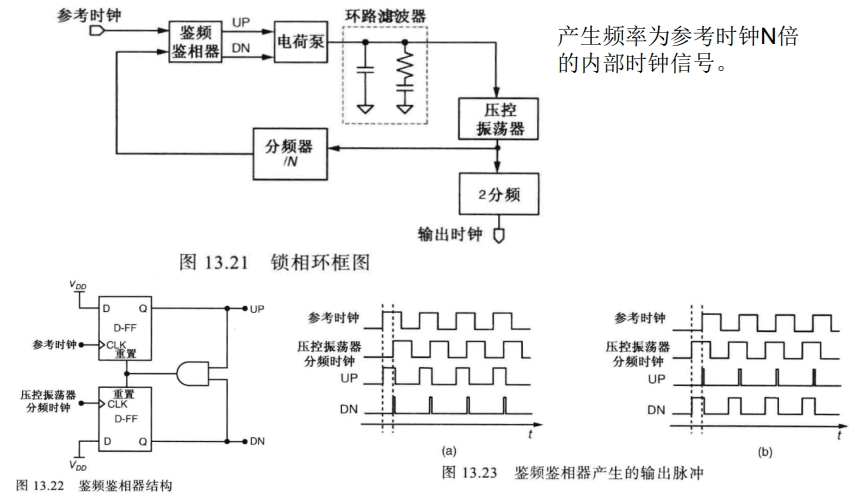 参考时钟
鉴频
鉴相器
UP
DN
电荷泵
环路滤波器
产生频率为参考时钟N倍
的内部时钟信号。
压控
振荡器
分频器
/N
2分频
输出时钟
图 13.21 锁相环框图
VDD
D Q
D-FF
CLK
重置
参考时钟
UP
压控振荡器
分频时钟
重置
CLK
D-FF
D Q
DN
VDD
图 13.22 鉴频鉴相器结构
参考时钟
压控振荡器
分频时钟
UP
DN
t
(a)
参考时钟
压控振荡器
分频时钟
UP
DN
t
(b)
图 13.23 鉴频鉴相器产生的输出脉冲